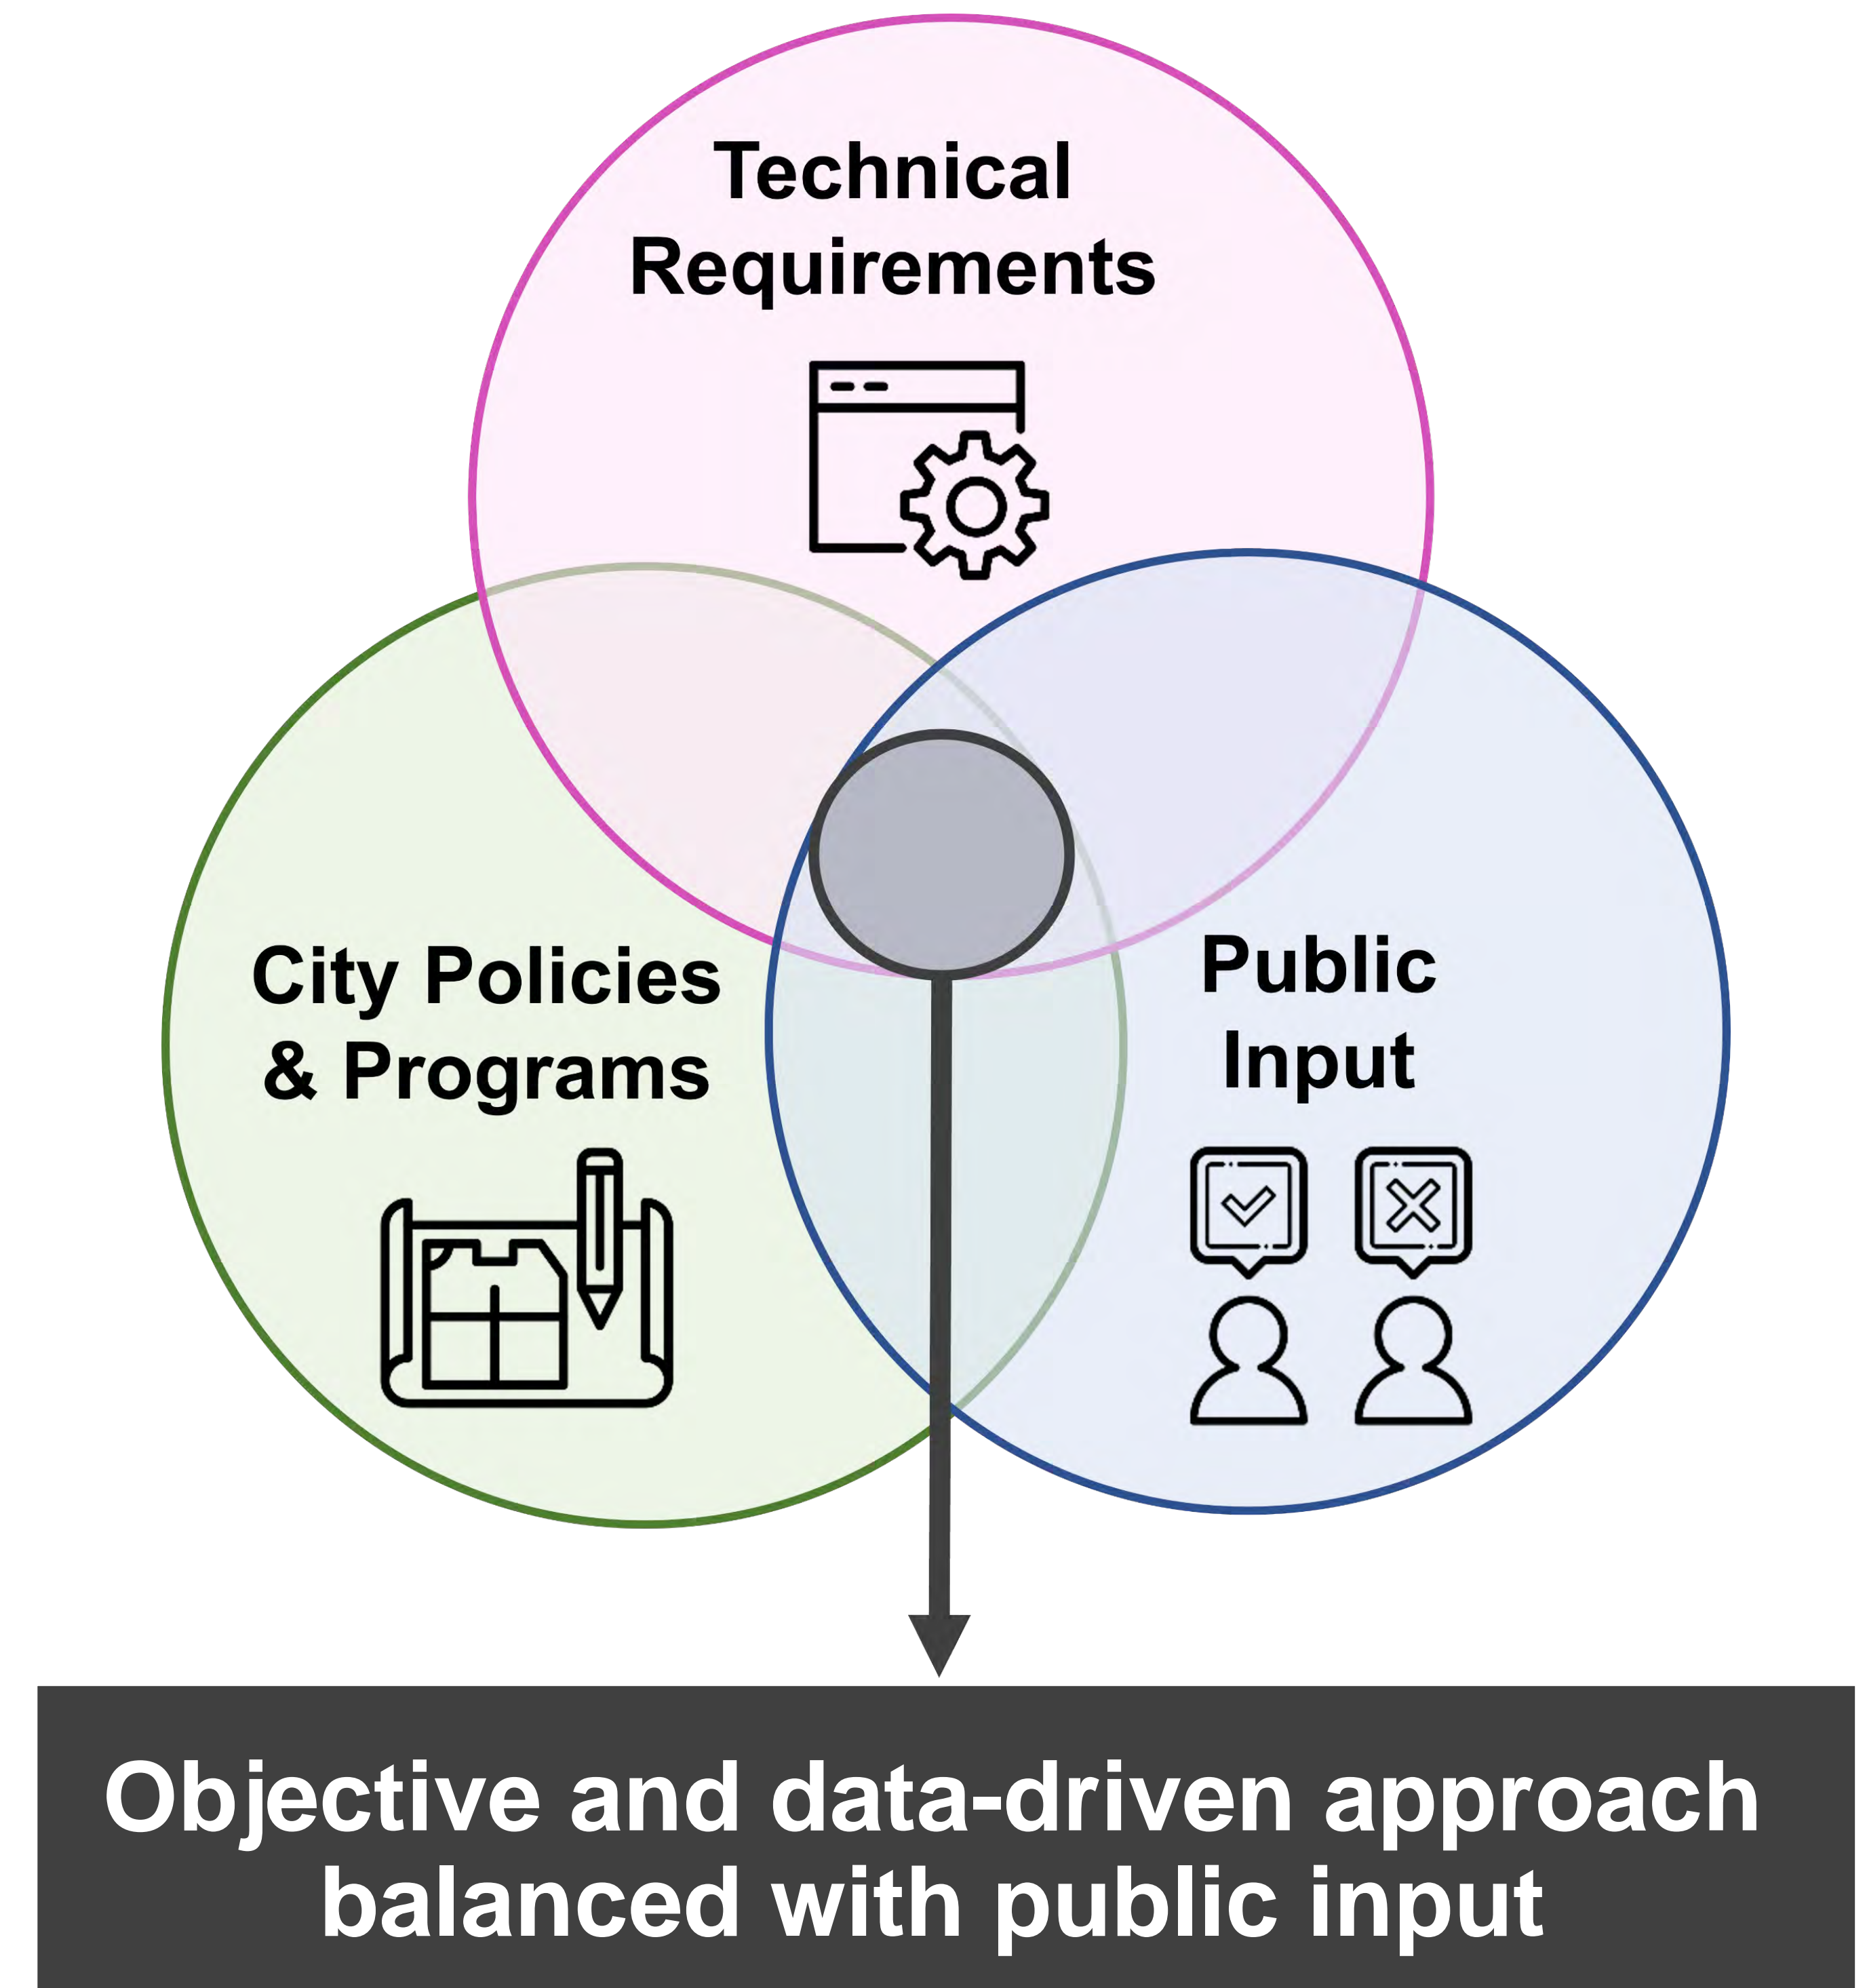 Technical
Requirements
City Policies
& Programs
Public
Input
Objective and data-driven approach
balanced with public input